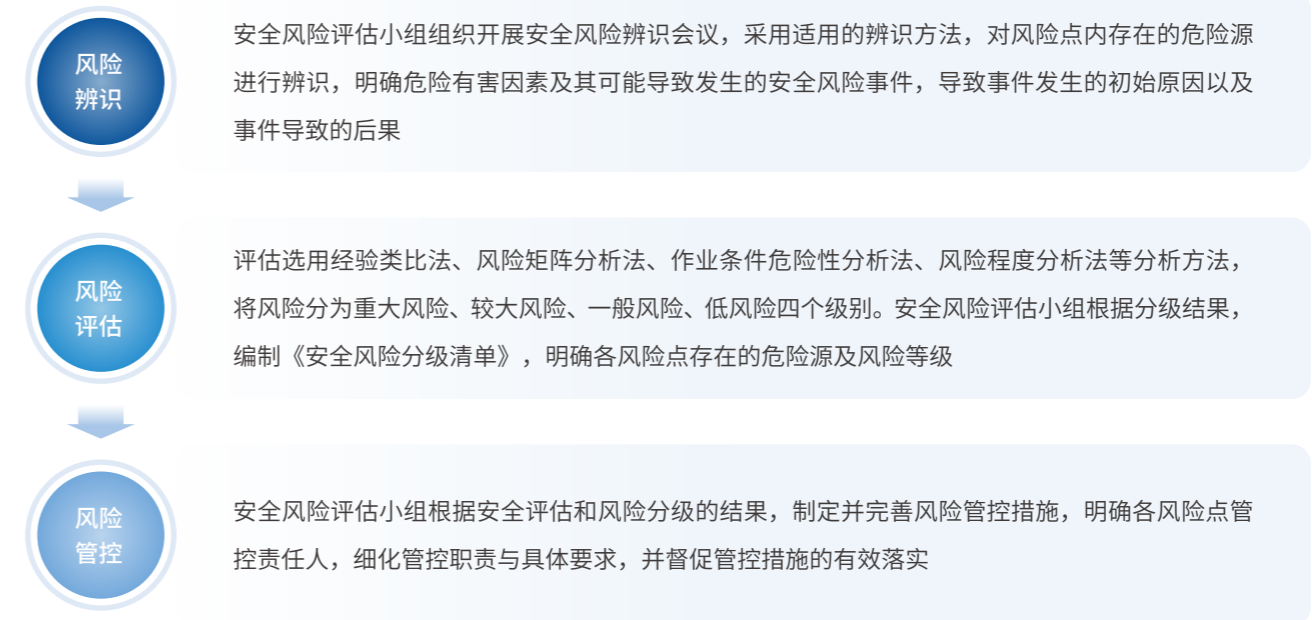 风险
辨识
安全风险评估小组组织开展安全风险辨识会议，采用适用的辨识方法，对风险点内存在的危险源
进行辨识，明确危险有害因素及其可能导致发生的安全风险事件，导致事件发生的初始原因以及
事件导致的后果
风险
评估
评估选用经验类比法、风险矩阵分析法、作业条件危险性分析法、风险程度分析法等分析方法，
将风险分为重大风险、较大风险、一般风险、低风险四个级别。安全风险评估小组根据分级结果，
编制《安全风险分级清单》，明确各风险点存在的危险源及风险等级
风险
管控
安全风险评估小组根据安全评估和风险分级的结果，制定并完善风险管控措施，明确各风险点管
控责任人，细化管控职责与具体要求，并督促管控措施的有效落实